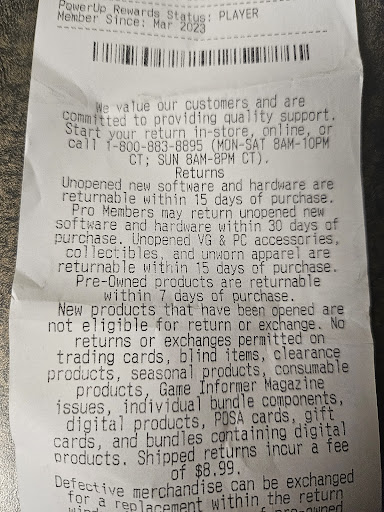 PowerUp Rewards Status: PLAYER
Member Since: Mar 2023
We value our customers and are
committed to providing quality support.
Start your return in-store, online, or
call 1-800-883-8895 (MON-SAT 8AM-10PM
CT; SUN 8AM-8PM CT).
Returns
Unopened new software and hardware are
returnable within 15 days of purchase.
Pro Members may return unopened new
software and hardware within 30 days of
purchase. Unopened VG & PC accessories,
collectibles, and unworn apparel are
returnable within 15 days of purchase.
Pre-Owned products are returnable
within 7 days of purchase.
New products that have been opened are
not eligible for return or exchange. No
returns or exchanges permitted on
trading cards, blind items, clearance
products, seasonal products, consumable
products, Game Informer Magazine
issues, individual bundle components,
digital products, POSA cards, gift
cards, and bundles containing digital
products. Shipped returns incur a fee
of $8.99.
Defective merchandise can be exchanged
for a replacement within the return